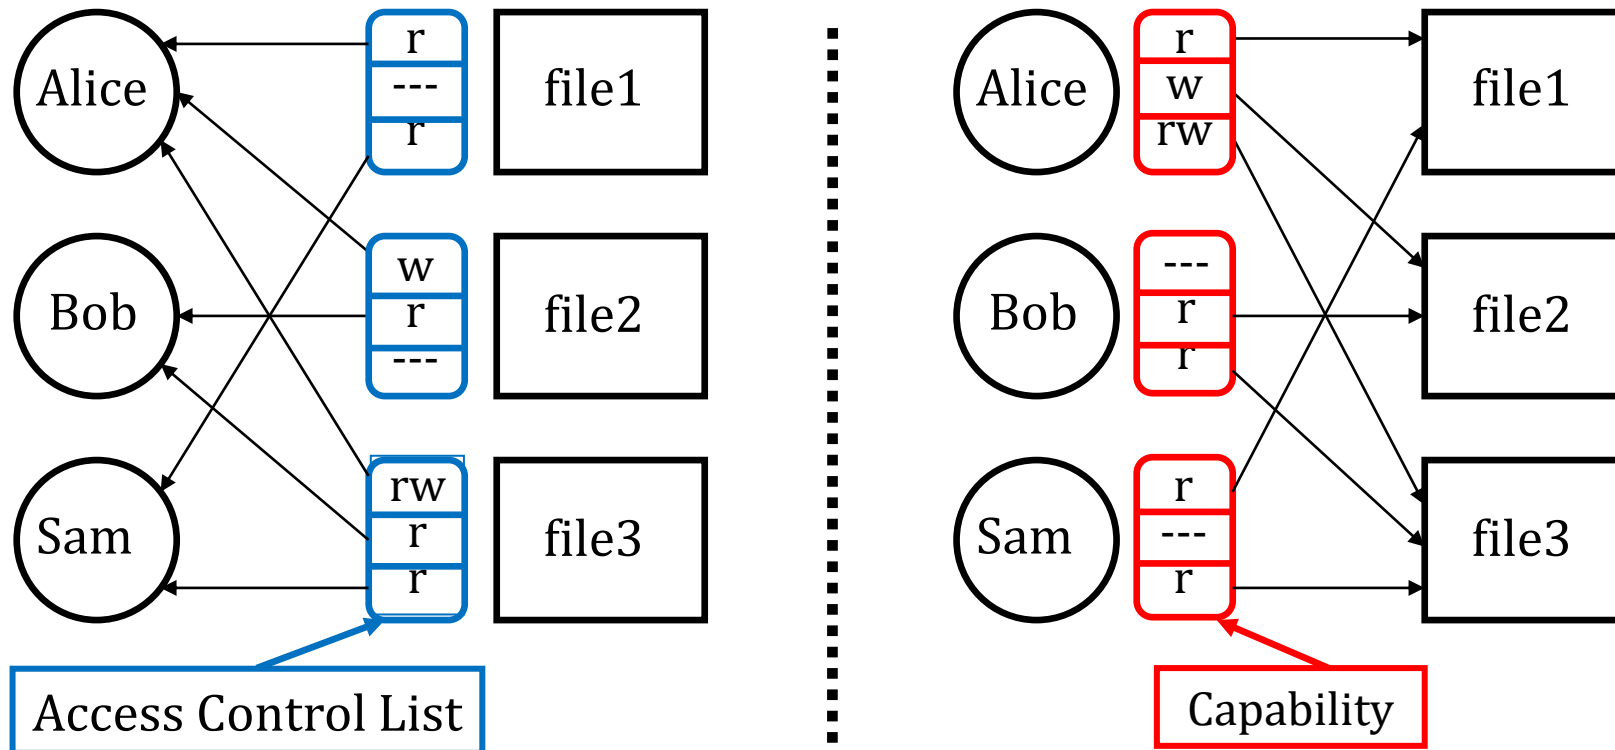 Alice
r
---
r
file1
Bob
w
r
---
file2
Sam
rw
r
r
file3
Access Control List
Alice
r
w
rw
file1
Bob
---
r
r
file2
Sam
r
---
r
file3
Capability